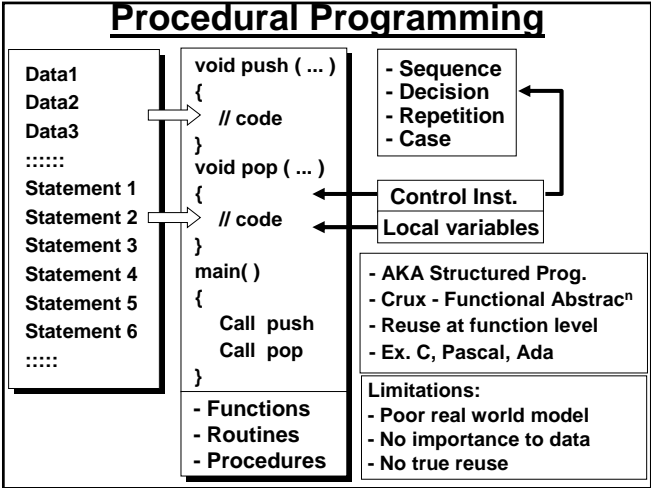 Procedural Programming
Data1
Data2
Data3
::::::
Statement 1
Statement 2
Statement 3
Statement 4
Statement 5
Statement 6
:::::
void push ( ... )
{
// code
}
void pop ( ... )
{
// code
}
main( )
{
Call push
Call pop
}
- Functions
- Routines
- Procedures
- Sequence
- Decision
- Repetition
- Case
Control Inst.
Local variables
- AKA Structured Prog.
- Crux - Functional Abstracⁿ
- Reuse at function level
- Ex. C, Pascal, Ada
Limitations:
- Poor real world model
- No importance to data
- No true reuse